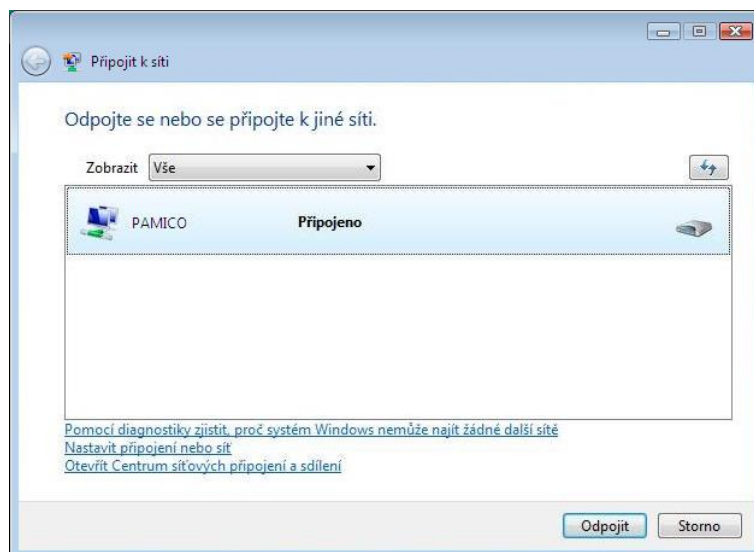 Připojit k síti
Odpojte se nebo se připojte k jiné síti.
Zobrazit Vše
PAMICO Připojeno
Pomocí diagnostiky zjistit, proč systém Windows nemůže najít žádné další sítě
Nastavit připojení nebo síť
Otevřít Centrum síťových připojení a sdílení
Odpojit Storno